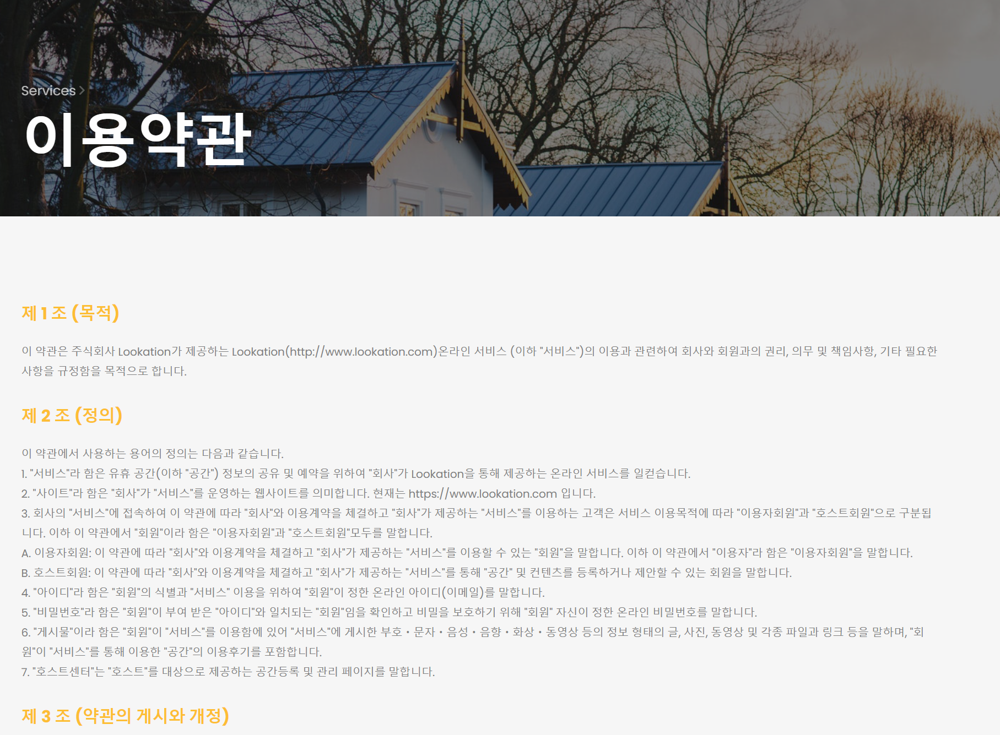 Services >
이용약관
제 1 조 (목적)
이 약관은 주식회사 Lookation가 제공하는 Lookation(http://www.lookation.com)온라인 서비스 (이하 "서비스")의 이용과 관련하여 회사와 회원과의 권리, 의무 및 책임사항, 기타 필요한
사항을 규정함을 목적으로 합니다.
제 2 조 (정의)
이 약관에서 사용하는 용어의 정의는 다음과 같습니다.
1. "서비스"라 함은 유휴 공간(이하 "공간") 정보의 공유 및 예약을 위하여 "회사"가 Lookation을 통해 제공하는 온라인 서비스를 일컫습니다.
2. "사이트"라 함은 "회사"가 "서비스"를 운영하는 웹사이트를 의미합니다. 현재는 https://www.lookation.com 입니다.
3. 회사의 "서비스"에 접속하여 이 약관에 따라 "회사"와 이용계약을 체결하고 "회사"가 제공하는 "서비스"를 이용하는 고객은 서비스 이용목적에 따라 "이용자회원"과 "호스트회원"으로 구분됩
니다. 이하 이 약관에서 "회원"이라 함은 "이용자회원"과 "호스트회원"모두를 말합니다.
A. 이용자회원: 이 약관에 따라 "회사"와 이용계약을 체결하고 "회사"가 제공하는 "서비스"를 이용할 수 있는 "회원"을 말합니다. 이하 이 약관에서 "이용자"라 함은 "이용자회원"을 말합니다.
B. 호스트회원: 이 약관에 따라 "회사"와 이용계약을 체결하고 "회사"가 제공하는 "서비스"를 통해 "공간" 및 컨텐츠를 등록하거나 제안할 수 있는 회원을 말합니다.
4. "아이디"라 함은 "회원"의 식별과 "서비스" 이용을 위하여 "회원"이 정한 온라인 아이디(이메일)를 말합니다.
5. "비밀번호"라 함은 "회원"이 부여 받은 "아이디"와 일치되는 "회원"임을 확인하고 비밀을 보호하기 위해 "회원" 자신이 정한 온라인 비밀번호를 말합니다.
6. "게시물"이라 함은 "회원"이 "서비스"를 이용함에 있어 "서비스"에 게시한 부호・문자・음성・음향・화상・동영상 등의 정보 형태의 글, 사진, 동영상 및 각종 파일과 링크 등을 말하며, "회
원"이 "서비스"를 통해 이용한 "공간"의 이용후기를 포함합니다.
7. "호스트센터"는 "호스트"를 대상으로 제공하는 공간등록 및 관리 페이지를 말합니다.
제 3 조 (약관의 게시와 개정)